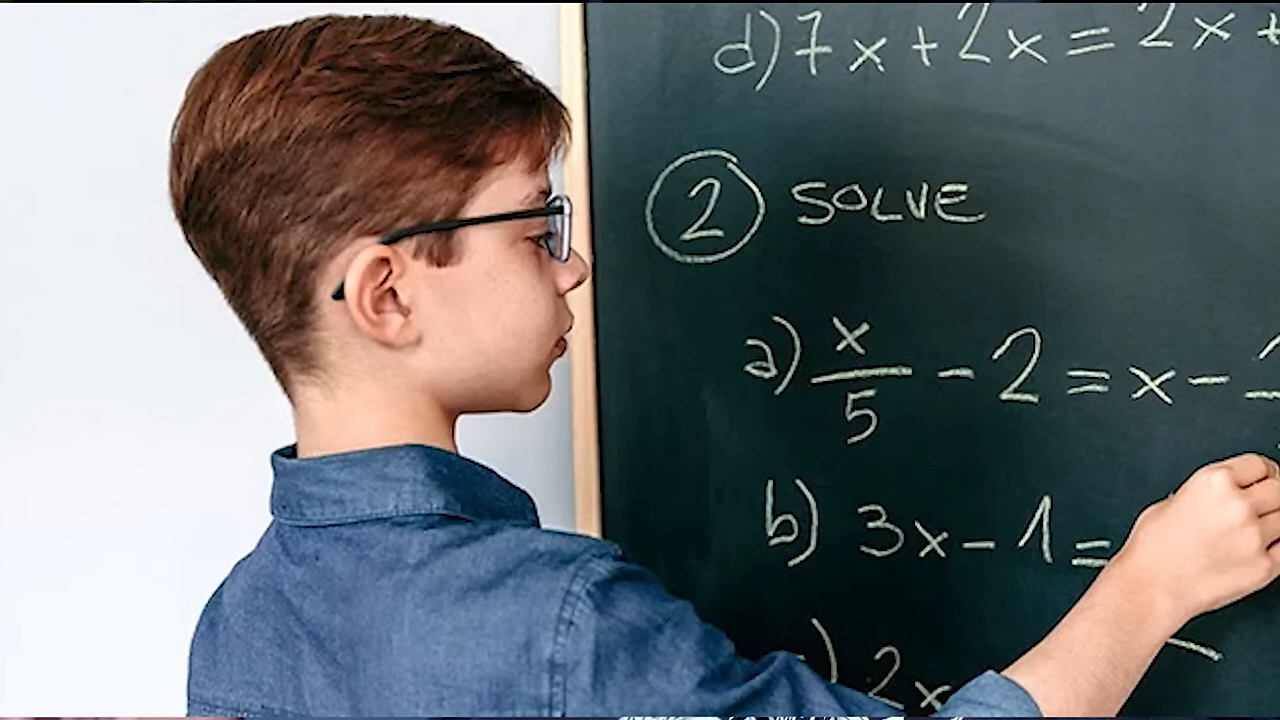 d) 7x + 2x = 2x +
2 SOLVE
a) x/5 - 2 = x -
b) 3x - 1 =
2x